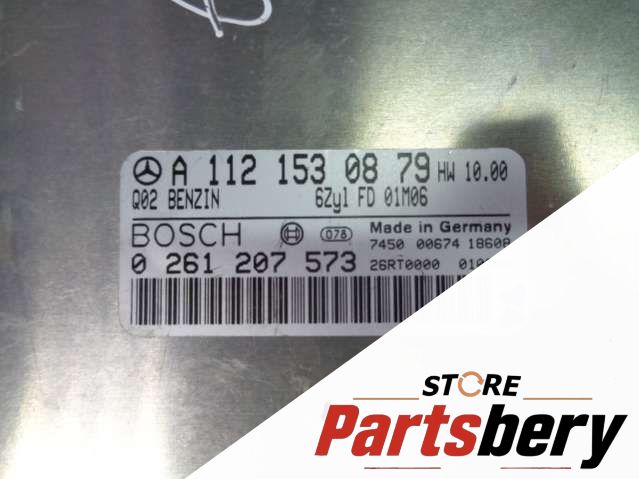 A 112 153 08 79 HW 10.00
Q02 BENZIN 6Zyl FD 01M06
BOSCH 078 Made in Germany
7450 00674 1860B
0 261 207 573 26RT0000
STORE
Partsbery